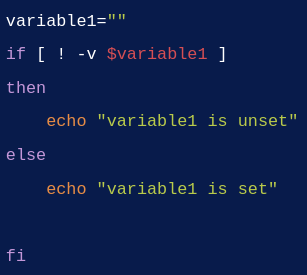 variable1=""
if [ ! -v $variable1 ]
then
    echo "variable1 is unset"
else
    echo "variable1 is set"
fi